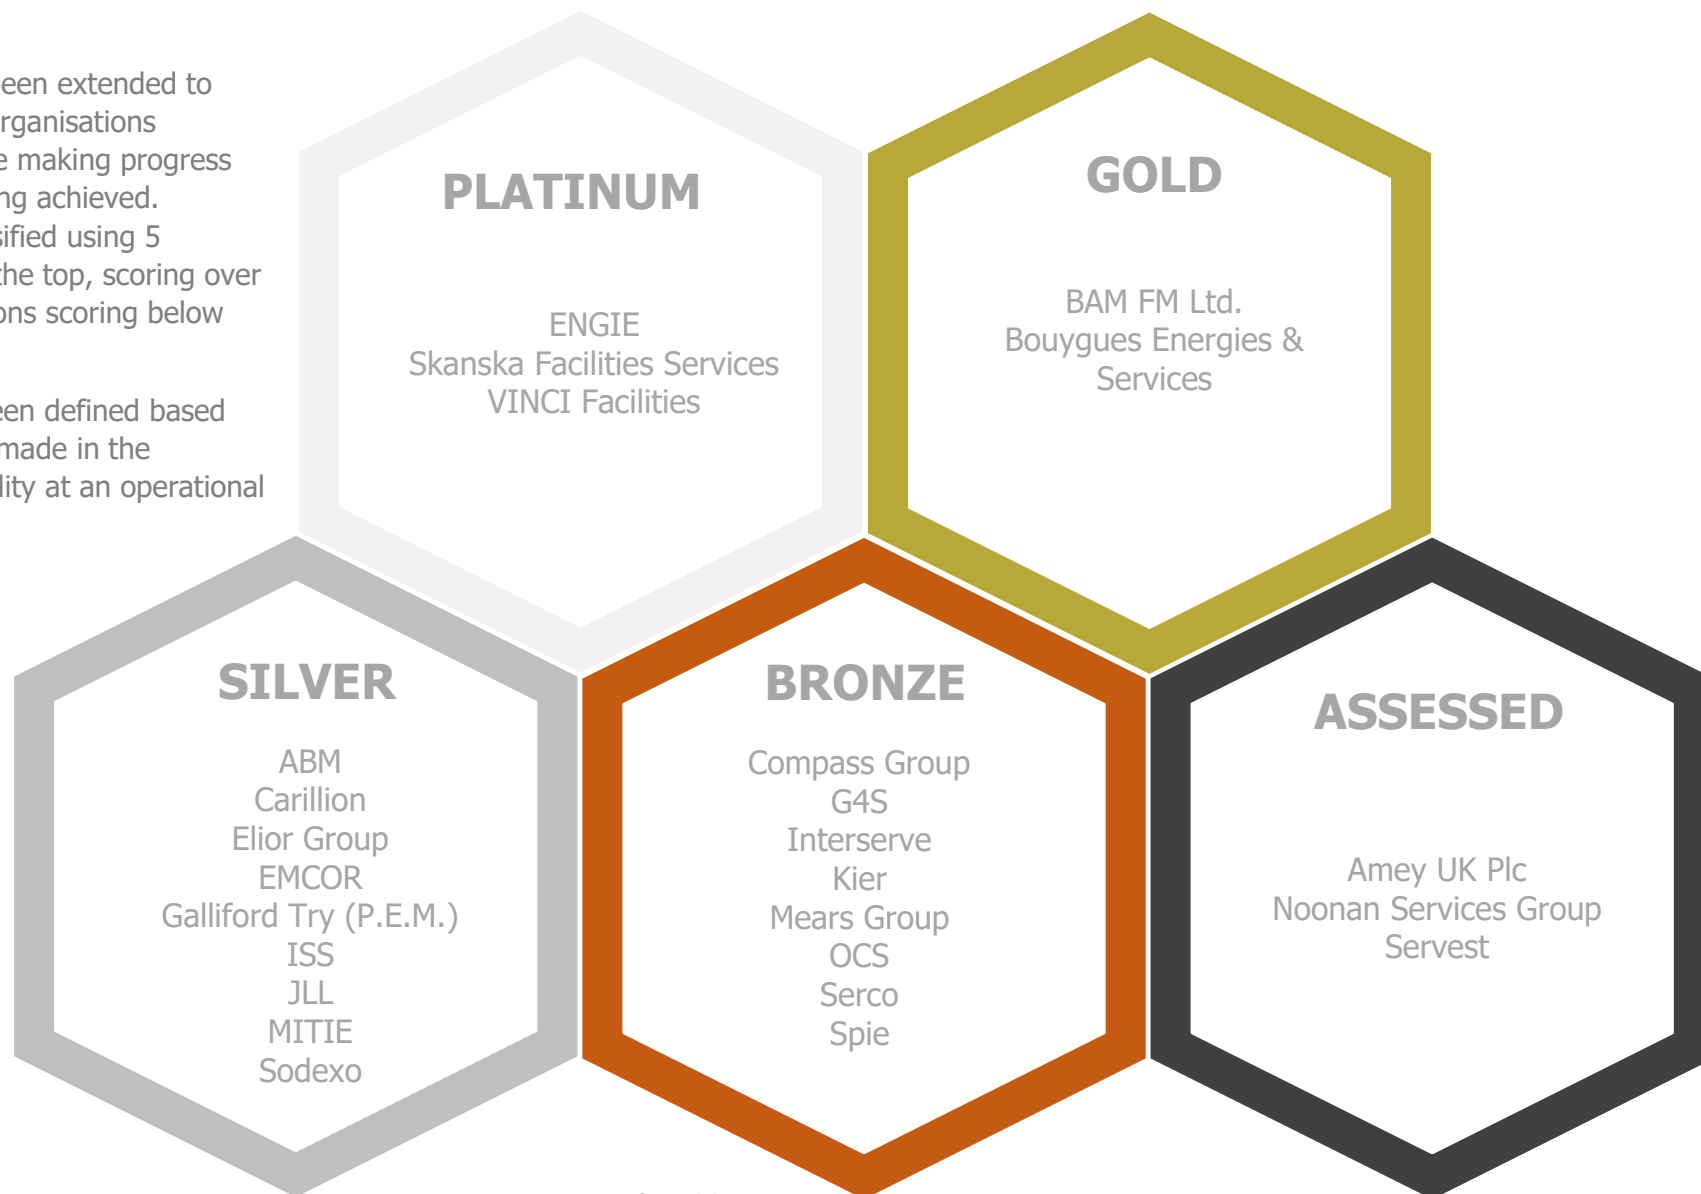 een extended to
rganisations
e making progress
ng achieved.
sified using 5
the top, scoring over
ons scoring below
een defined based
made in the
lity at an operational
PLATINUM
ENGIE
Skanska Facilities Services
VINCI Facilities
GOLD
BAM FM Ltd.
Bouygues Energies &
Services
SILVER
ABM
Carillion
Elior Group
EMCOR
Galliford Try (P.E.M.)
ISS
JLL
MITIE
Sodexo
BRONZE
Compass Group
G4S
Interserve
Kier
Mears Group
OCS
Serco
Spie
ASSESSED
Amey UK Plc
Noonan Services Group
Servest